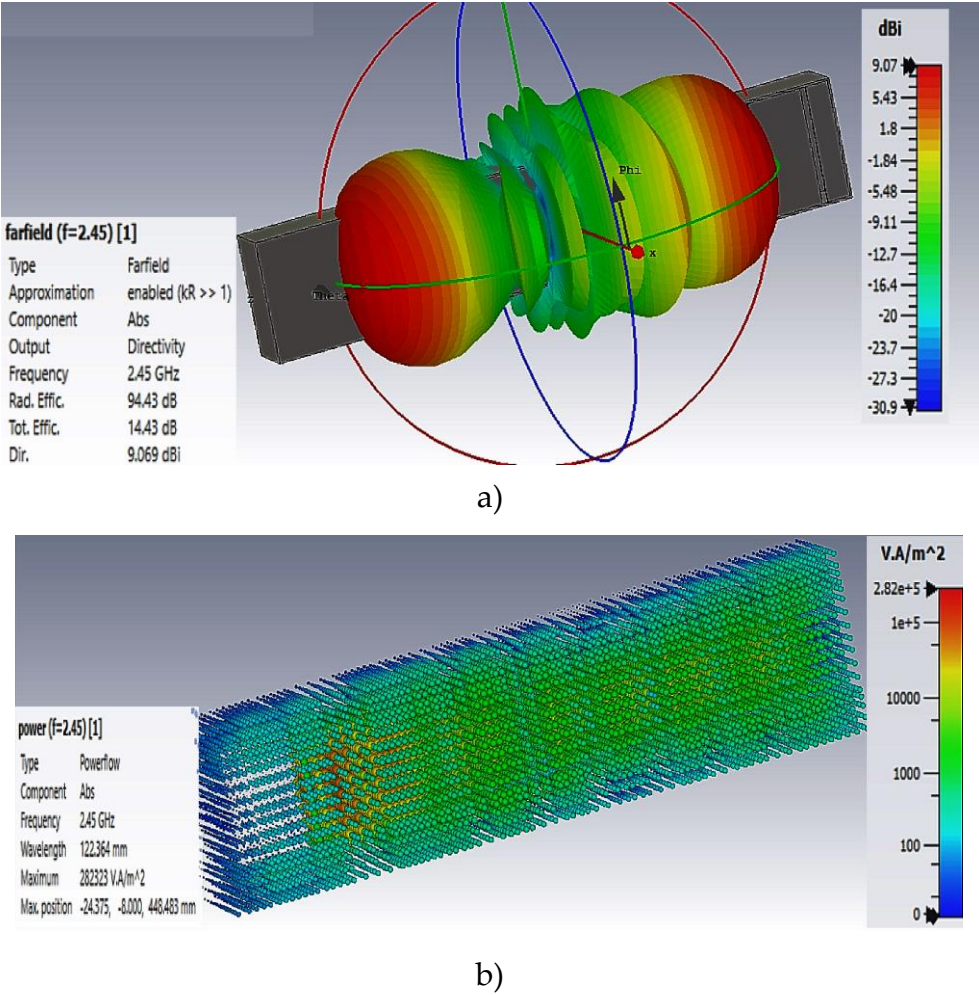 dBi
9.07
5.43
1.8
-1.84
-5.48
-9.11
-12.7
-16.4
-20
-23.7
-27.3
-30.9
Phi
x
z
farfield (f=2.45) [1]
Type Farfield
Approximation enabled (kR >> 1)
Component Abs
Output Directivity
Frequency 2.45 GHz
Rad. Effic. 94.43 dB
Tot. Effic. 14.43 dB
Dir. 9.069 dBi
a)
V.A/m^2
2.82e+5
1e+5
10000
1000
100
0
power (f=2.45) [1]
Type Powerflow
Component Abs
Frequency 2.45 GHz
Wavelength 122.364 mm
Maximum 282323 V.A/m^2
Max. position -24.375, -8.000, 448.483 mm
b)